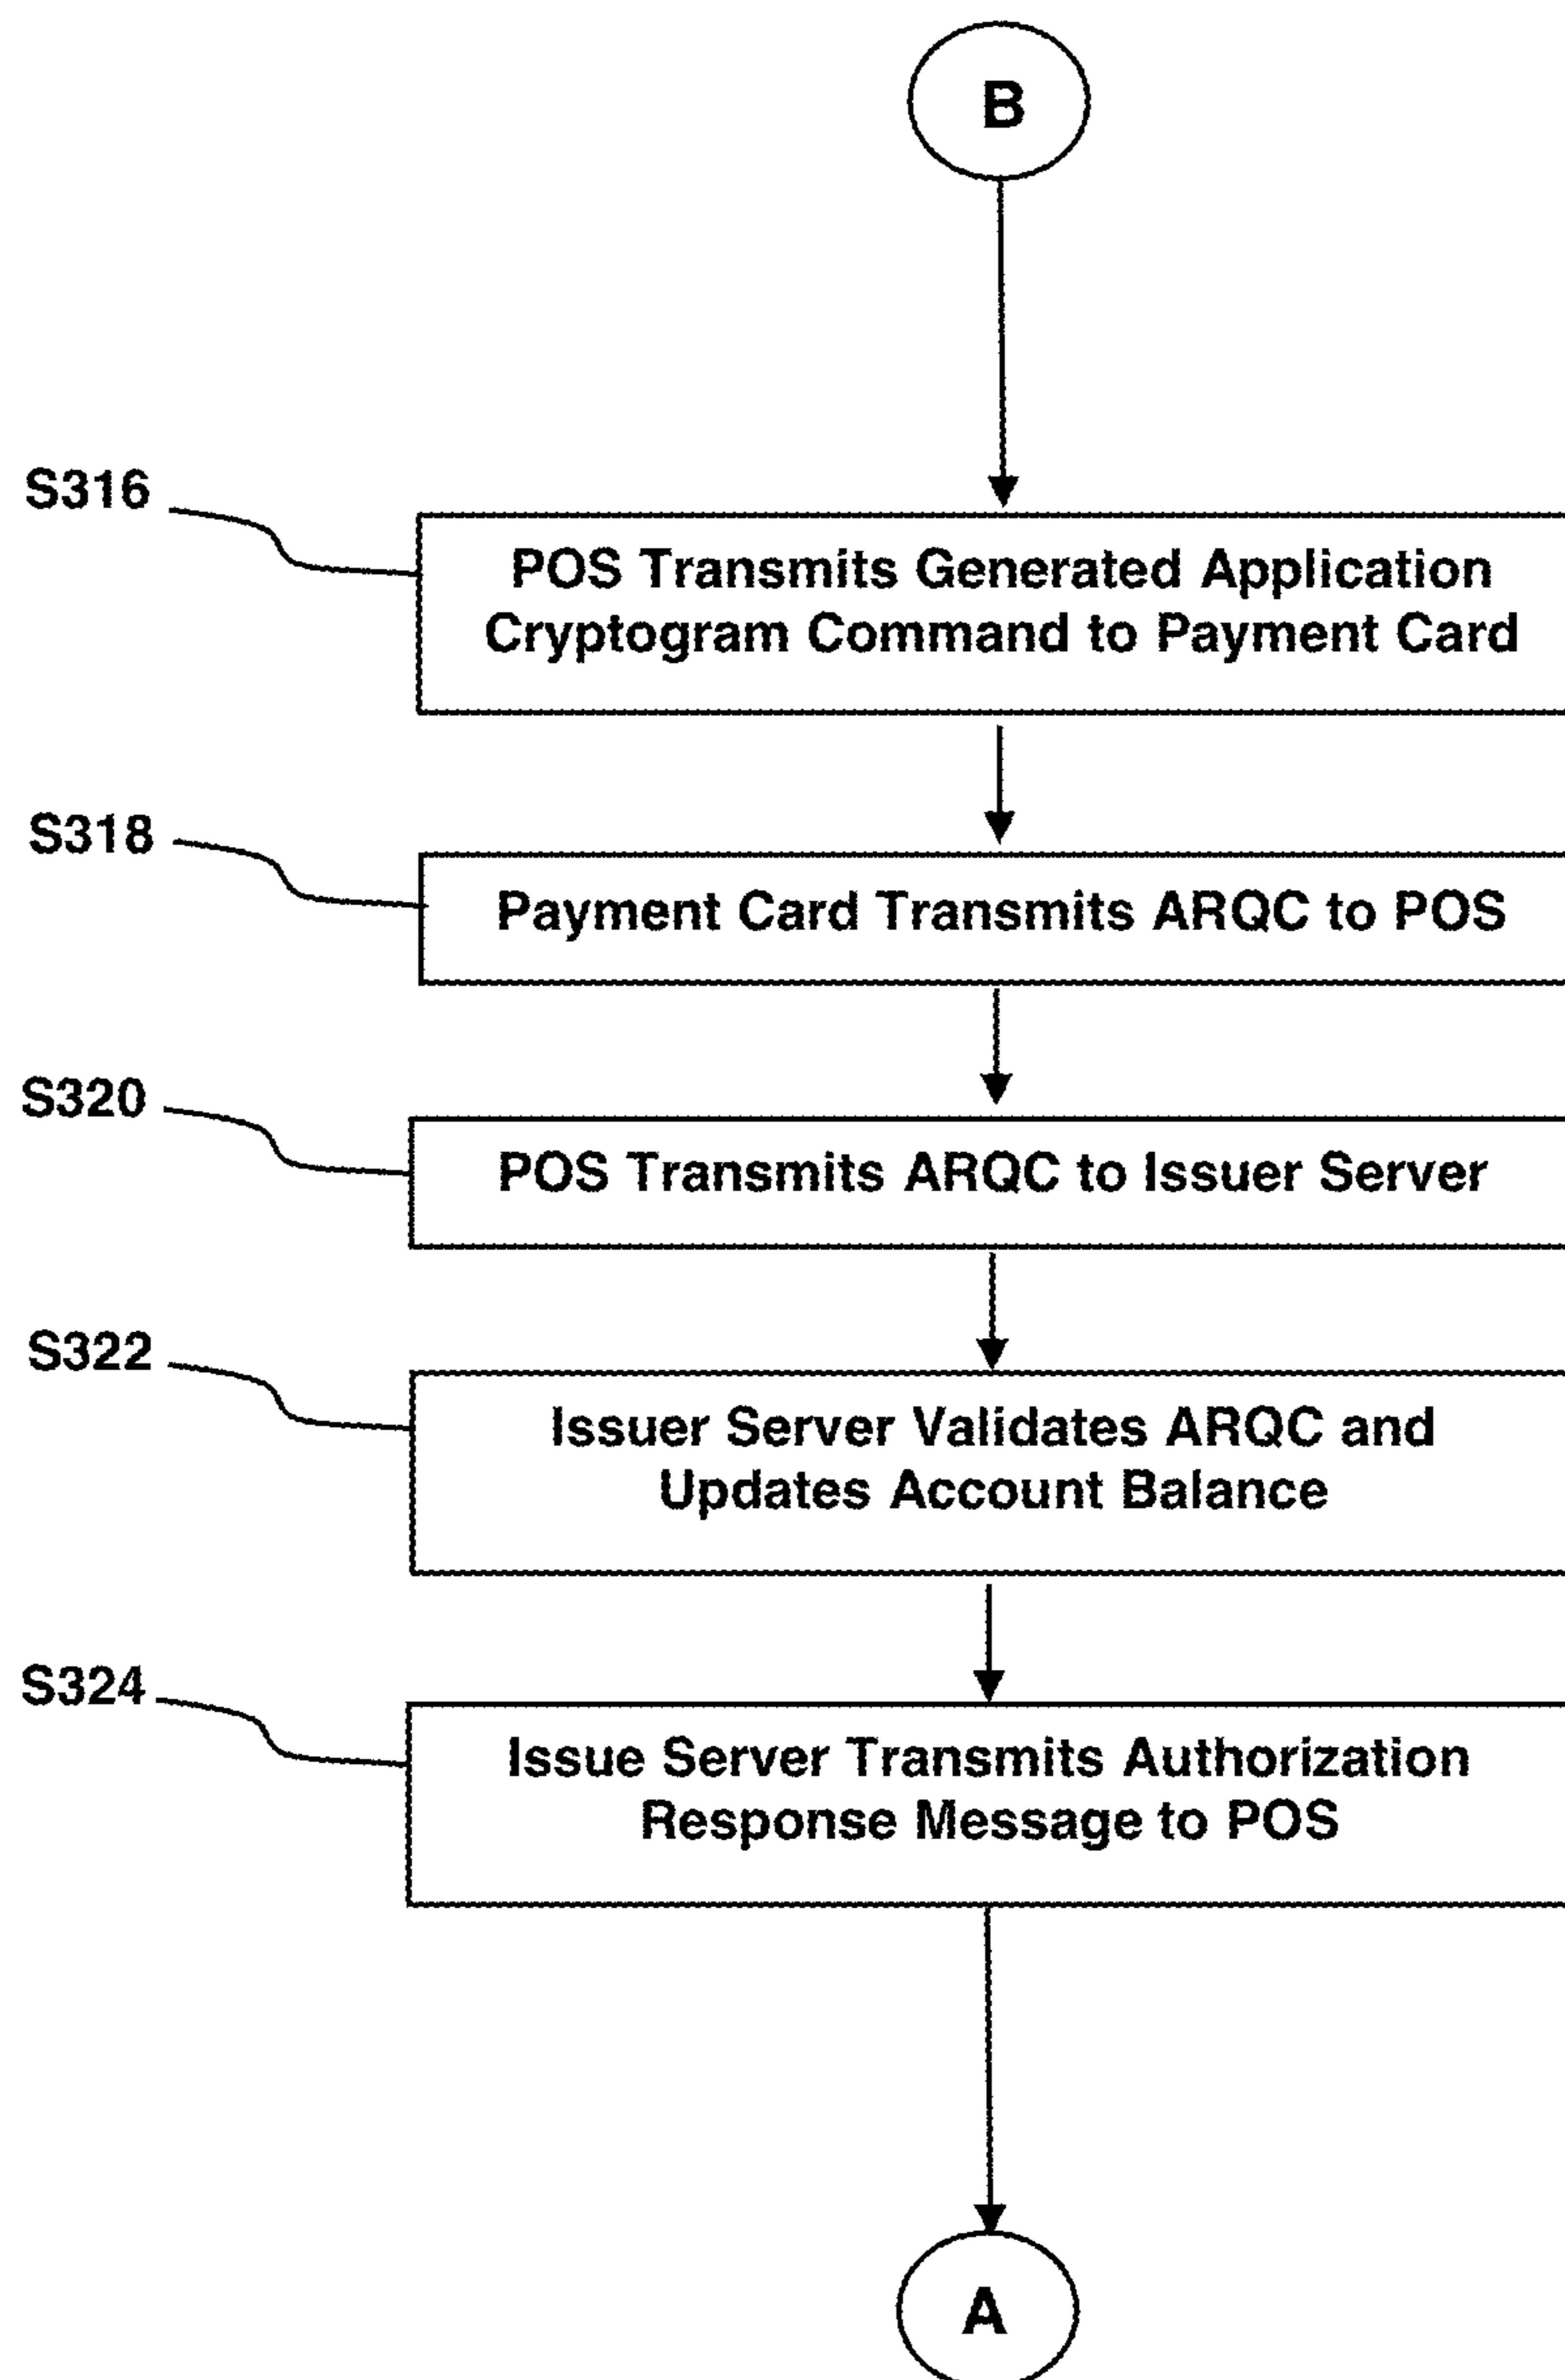 B
S316
POS Transmits Generated Application
Cryptogram Command to Payment Card
S318
Payment Card Transmits ARQC to POS
S320
POS Transmits ARQC to Issuer Server
S322
Issuer Server Validates ARQC and
Updates Account Balance
S324
Issue Server Transmits Authorization
Response Message to POS
A